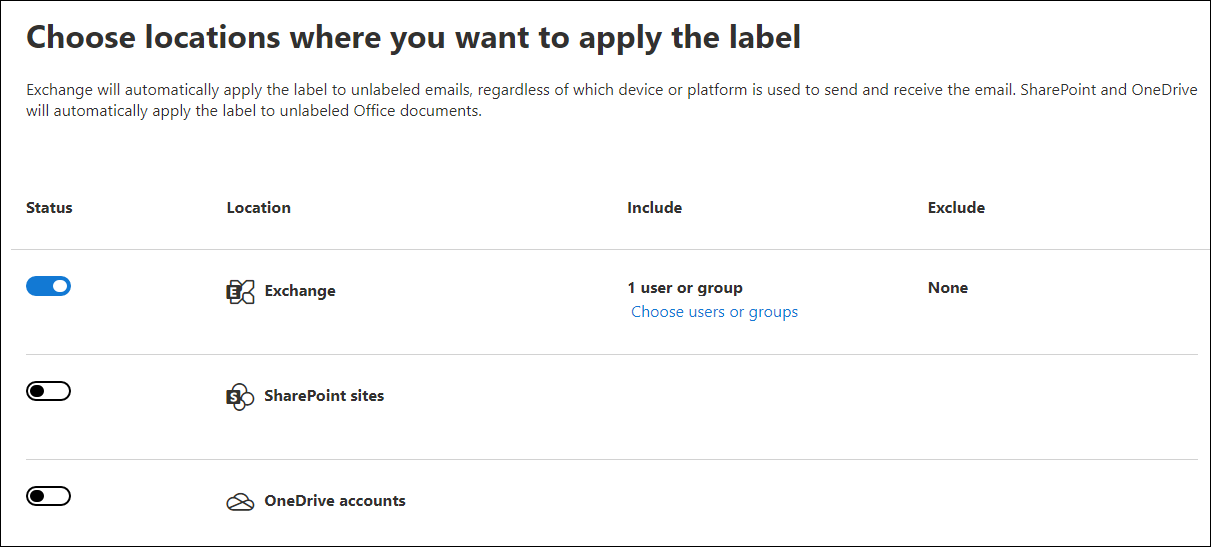 Choose locations where you want to apply the label
Exchange will automatically apply the label to unlabeled emails, regardless of which device or platform is used to send and receive the email. SharePoint and OneDrive
will automatically apply the label to unlabeled Office documents.
Status Location Include Exclude
Exchange 1 user or group None
Choose users or groups
SharePoint sites
OneDrive accounts